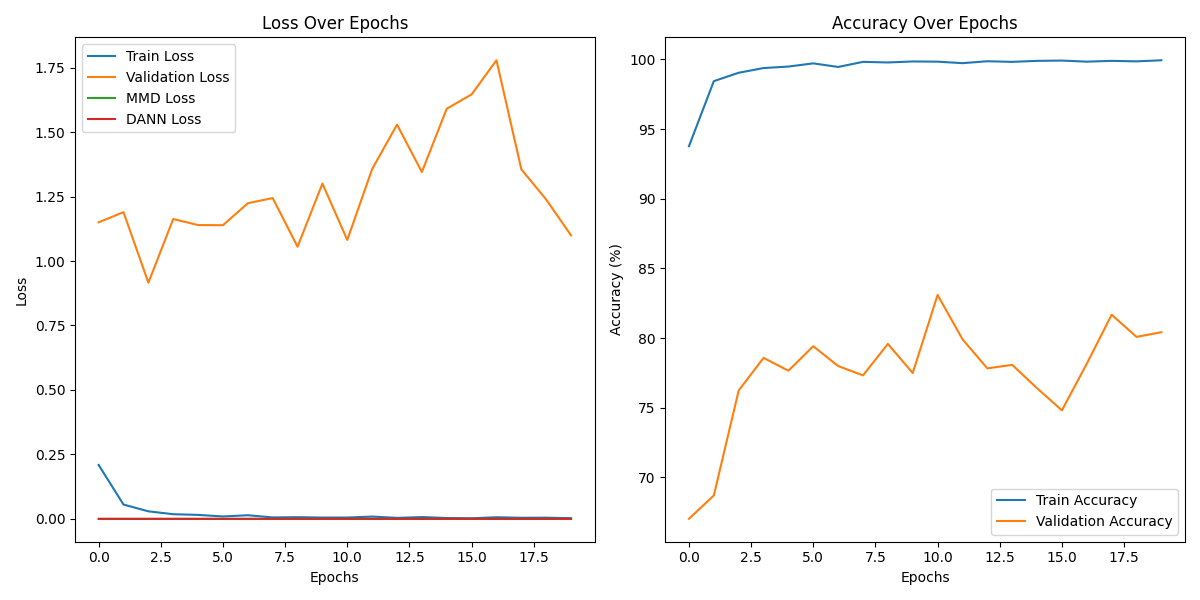 Loss Over Epochs
Train Loss
Validation Loss
MMD Loss
DANN Loss
1.75
1.50
1.25
1.00
0.75
0.50
0.25
0.00
Loss
0.0 2.5 5.0 7.5 10.0 12.5 15.0 17.5
Epochs
Accuracy Over Epochs
100
95
90
85
80
75
70
Accuracy (%)
Train Accuracy
Validation Accuracy
0.0 2.5 5.0 7.5 10.0 12.5 15.0 17.5
Epochs